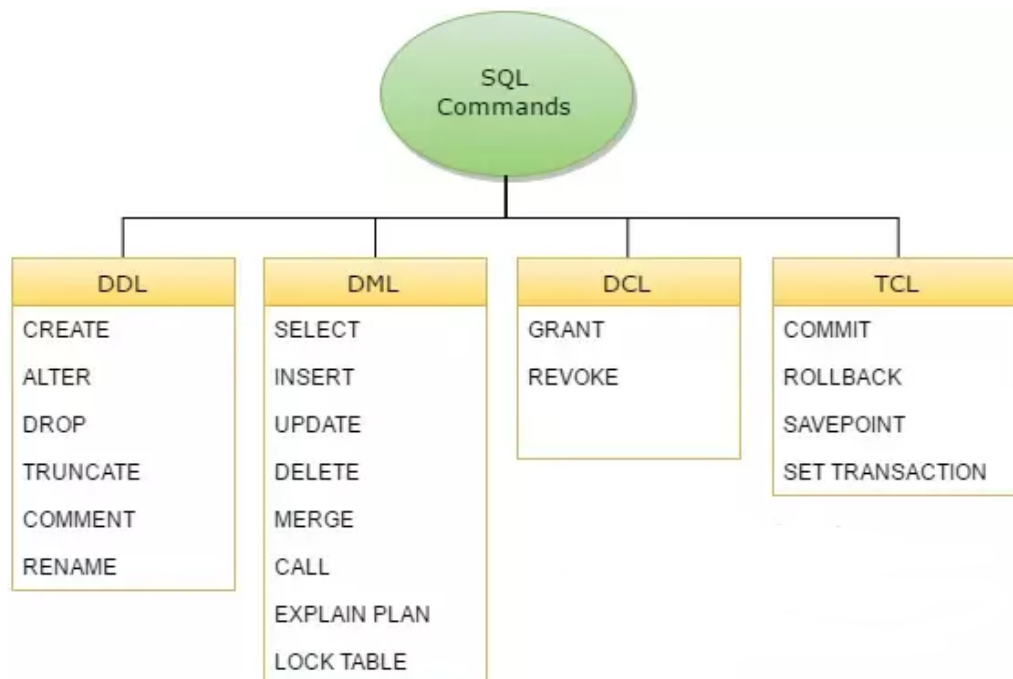 SQL
Commands
DDL
CREATE
ALTER
DROP
TRUNCATE
COMMENT
RENAME
DML
SELECT
INSERT
UPDATE
DELETE
MERGE
CALL
EXPLAIN PLAN
LOCK TABLE
DCL
GRANT
REVOKE
TCL
COMMIT
ROLLBACK
SAVEPOINT
SET TRANSACTION